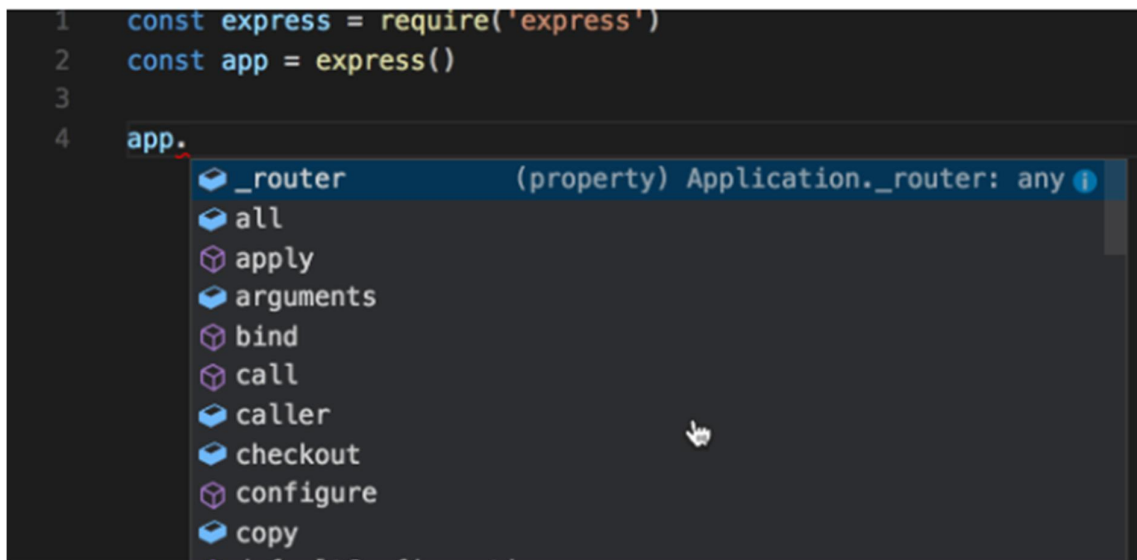 1 const express = require('express')
2 const app = express()
3
4 app.
_router (property) Application._router: any
all
apply
arguments
bind
call
caller
checkout
configure
copy